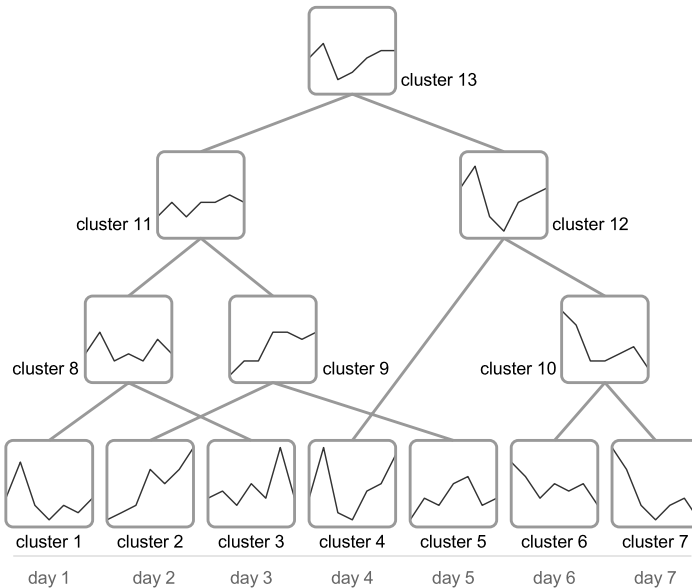 cluster 13
cluster 11
cluster 12
cluster 8
cluster 9
cluster 10
cluster 1 cluster 2 cluster 3 cluster 4 cluster 5 cluster 6 cluster 7
day 1 day 2 day 3 day 4 day 5 day 6 day 7